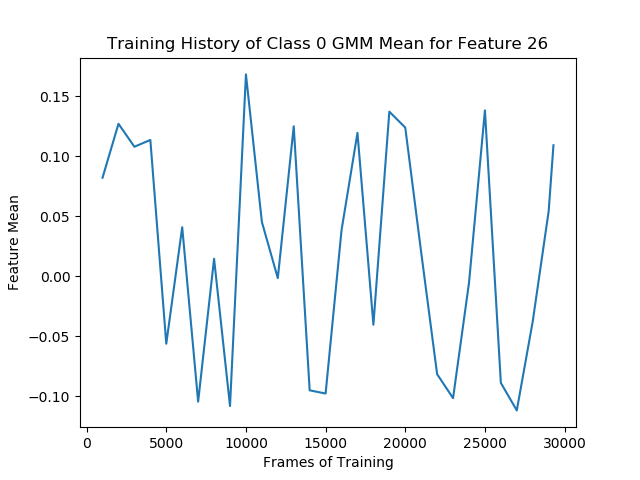 Training History of Class 0 GMM Mean for Feature 26
0.15
0.10
0.05
0.00
−0.05
−0.10
Feature Mean
0 5000 10000 15000 20000 25000 30000
Frames of Training